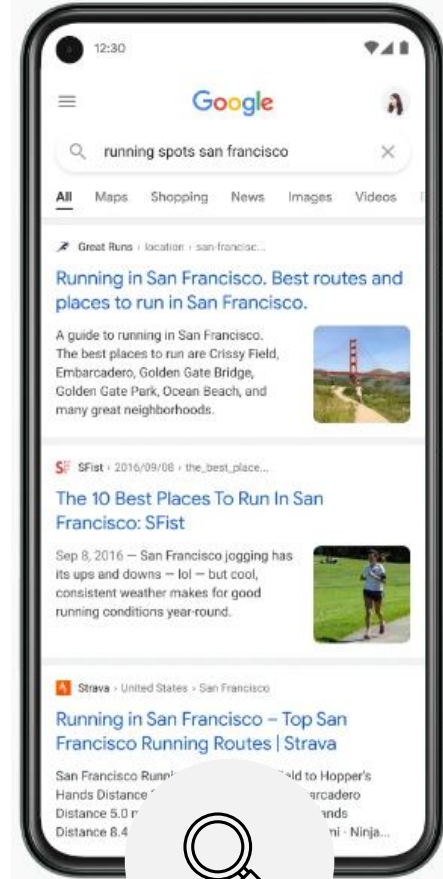 12:30
Google
running spots san francisco
All Maps Shopping News Images Videos
Great Runs › location › san-francisc...
Running in San Francisco. Best routes and
places to run in San Francisco.
A guide to running in San Francisco.
The best places to run are Crissy Field,
Embarcadero, Golden Gate Bridge,
Golden Gate Park, Ocean Beach, and
many great neighborhoods.
SFist › 2016/09/08 › the_best_place...
The 10 Best Places To Run In San
Francisco: SFist
Sep 8, 2016 — San Francisco jogging has
its ups and downs — lol — but cool,
consistent weather makes for good
running conditions year-round.
Strava › United States › San Francisco
Running in San Francisco – Top San
Francisco Running Routes | Strava
San Francisco to Hopper's
Hands Distance
Distance 5.0
Distance 8.4 · Ninja...